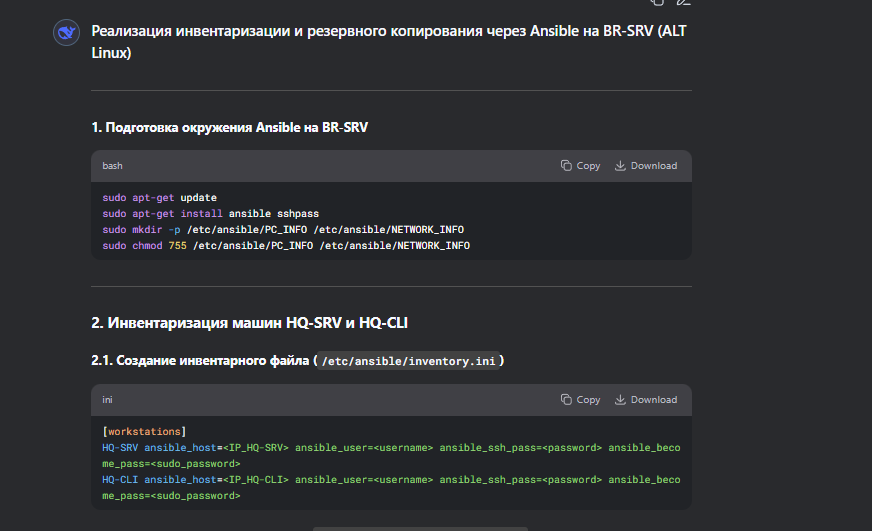 Реализация инвентаризации и резервного копирования через Ansible на BR-SRV (ALT
Linux)
1. Подготовка окружения Ansible на BR-SRV
bash
Copy
Download
sudo apt-get update
sudo apt-get install ansible sshpass
sudo mkdir -p /etc/ansible/PC_INFO /etc/ansible/NETWORK_INFO
sudo chmod 755 /etc/ansible/PC_INFO /etc/ansible/NETWORK_INFO
2. Инвентаризация машин HQ-SRV и HQ-CLI
2.1. Создание инвентарного файла (/etc/ansible/inventory.ini)
ini
Copy
Download
[workstations]
HQ-SRV ansible_host=<IP_HQ-SRV> ansible_user=<username> ansible_ssh_pass=<password> ansible_beco
me_pass=<sudo_password>
HQ-CLI ansible_host=<IP_HQ-CLI> ansible_user=<username> ansible_ssh_pass=<password> ansible_beco
me_pass=<sudo_password>